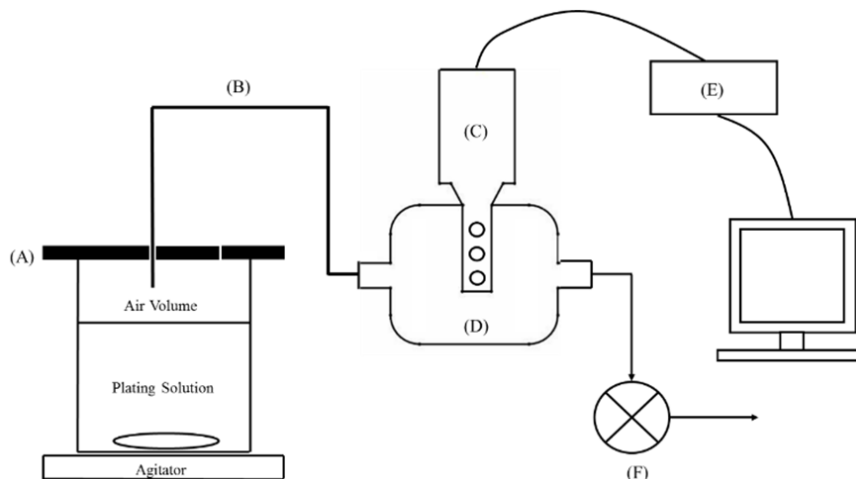 (B)
(C)
(E)
(A)
Air Volume
(D)
Plating Solution
Agitator
(F)